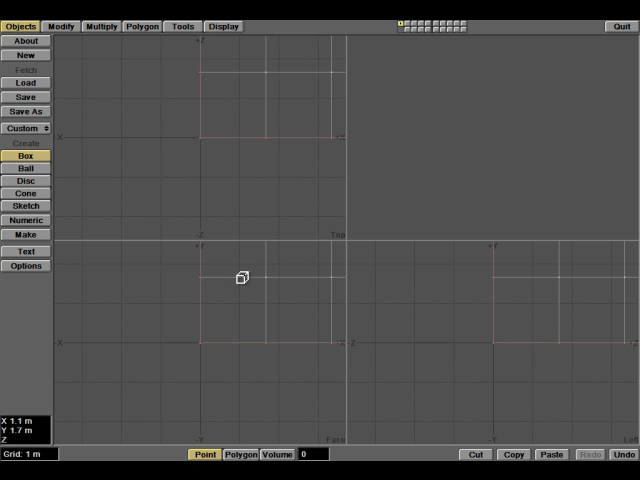 Objects Modify Multiply Polygon Tools Display Quit
About
New
Fetch
Load
Save
Save As
Custom
Create
Box
Ball
Disc
Cone
Sketch
Numeric
Make
Text
Options
+Z
-X +X
-Z Top
+Y +Y
-X +X -Z Z
-Y Face -Y Left
X 1.1 m
Y 1.7 m
Z
Grid: 1 m Point Polygon Volume 0 Cut Copy Paste Redo Undo